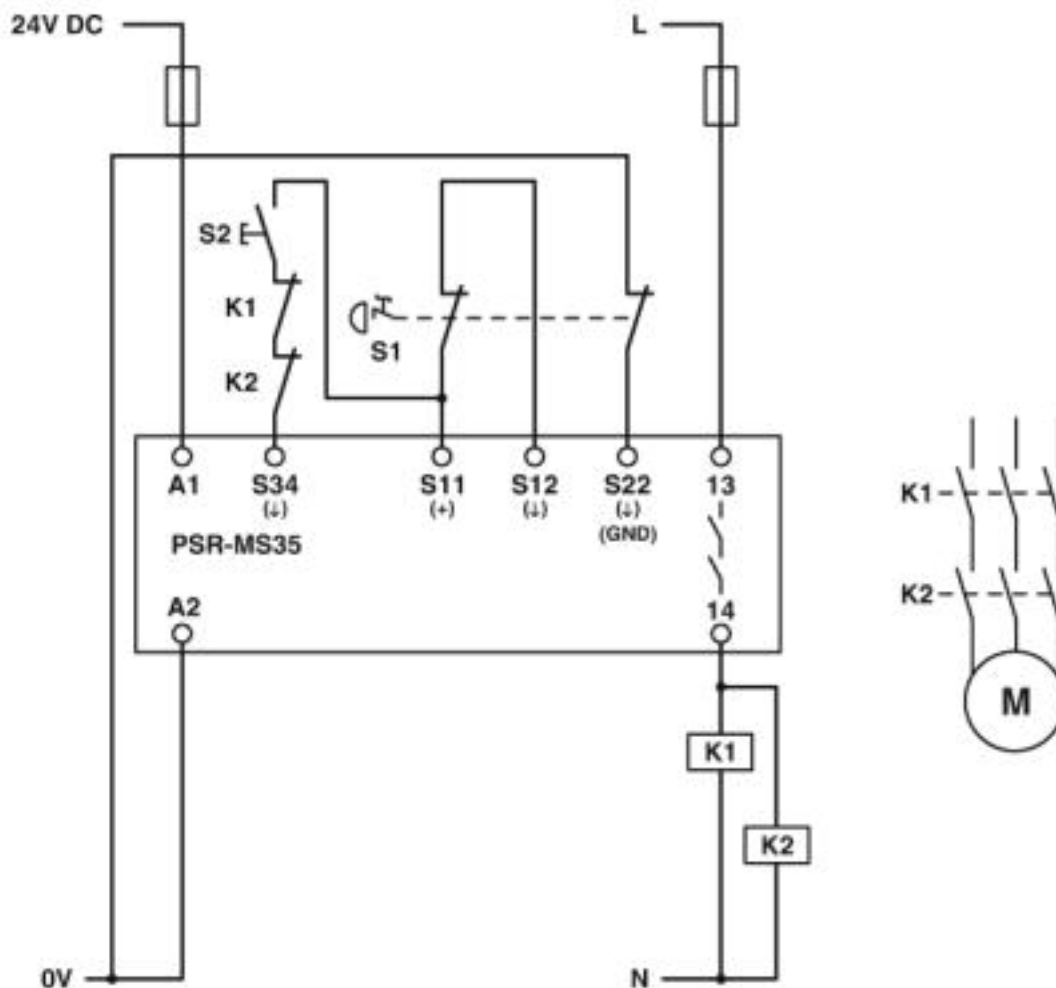 24V DC
L
S2
K1
S1
K2
A1 S34 S11 S12 S22 13
(↓) (+) (↓) (↓)
(GND)
PSR-MS35
A2 14
K1
K2
M
K1
K2
0V
N